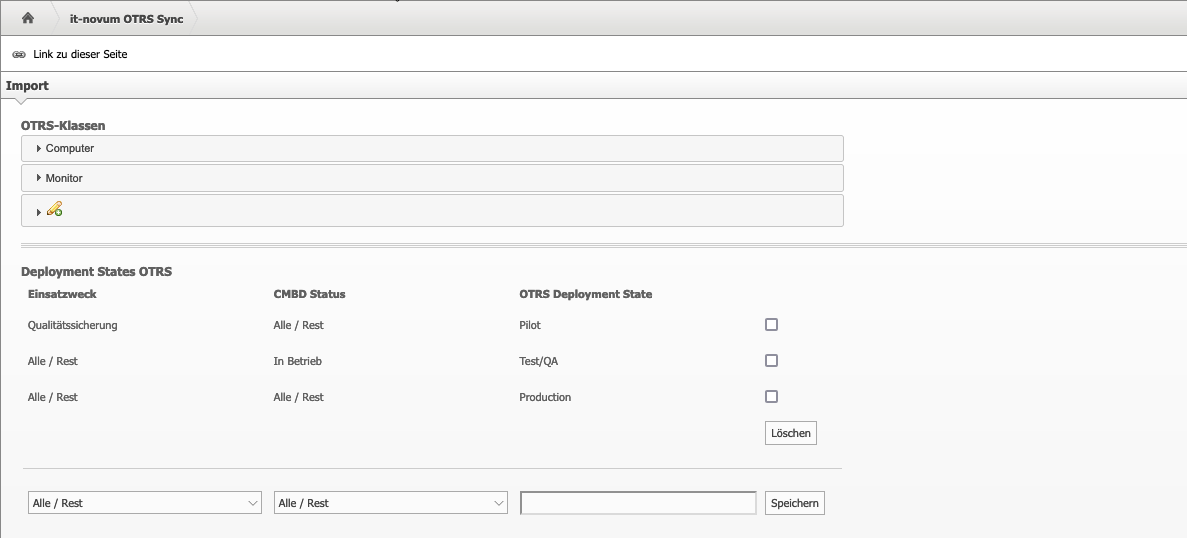 it-novum OTRS Sync
Link zu dieser Seite
Import
OTRS-Klassen
Computer
Monitor
Deployment States OTRS
Einsatzweck CMBD Status OTRS Deployment State
Qualitätssicherung Alle / Rest Pilot
Alle / Rest In Betrieb Test/QA
Alle / Rest Alle / Rest Production
Löschen
Alle / Rest Alle / Rest Speichern